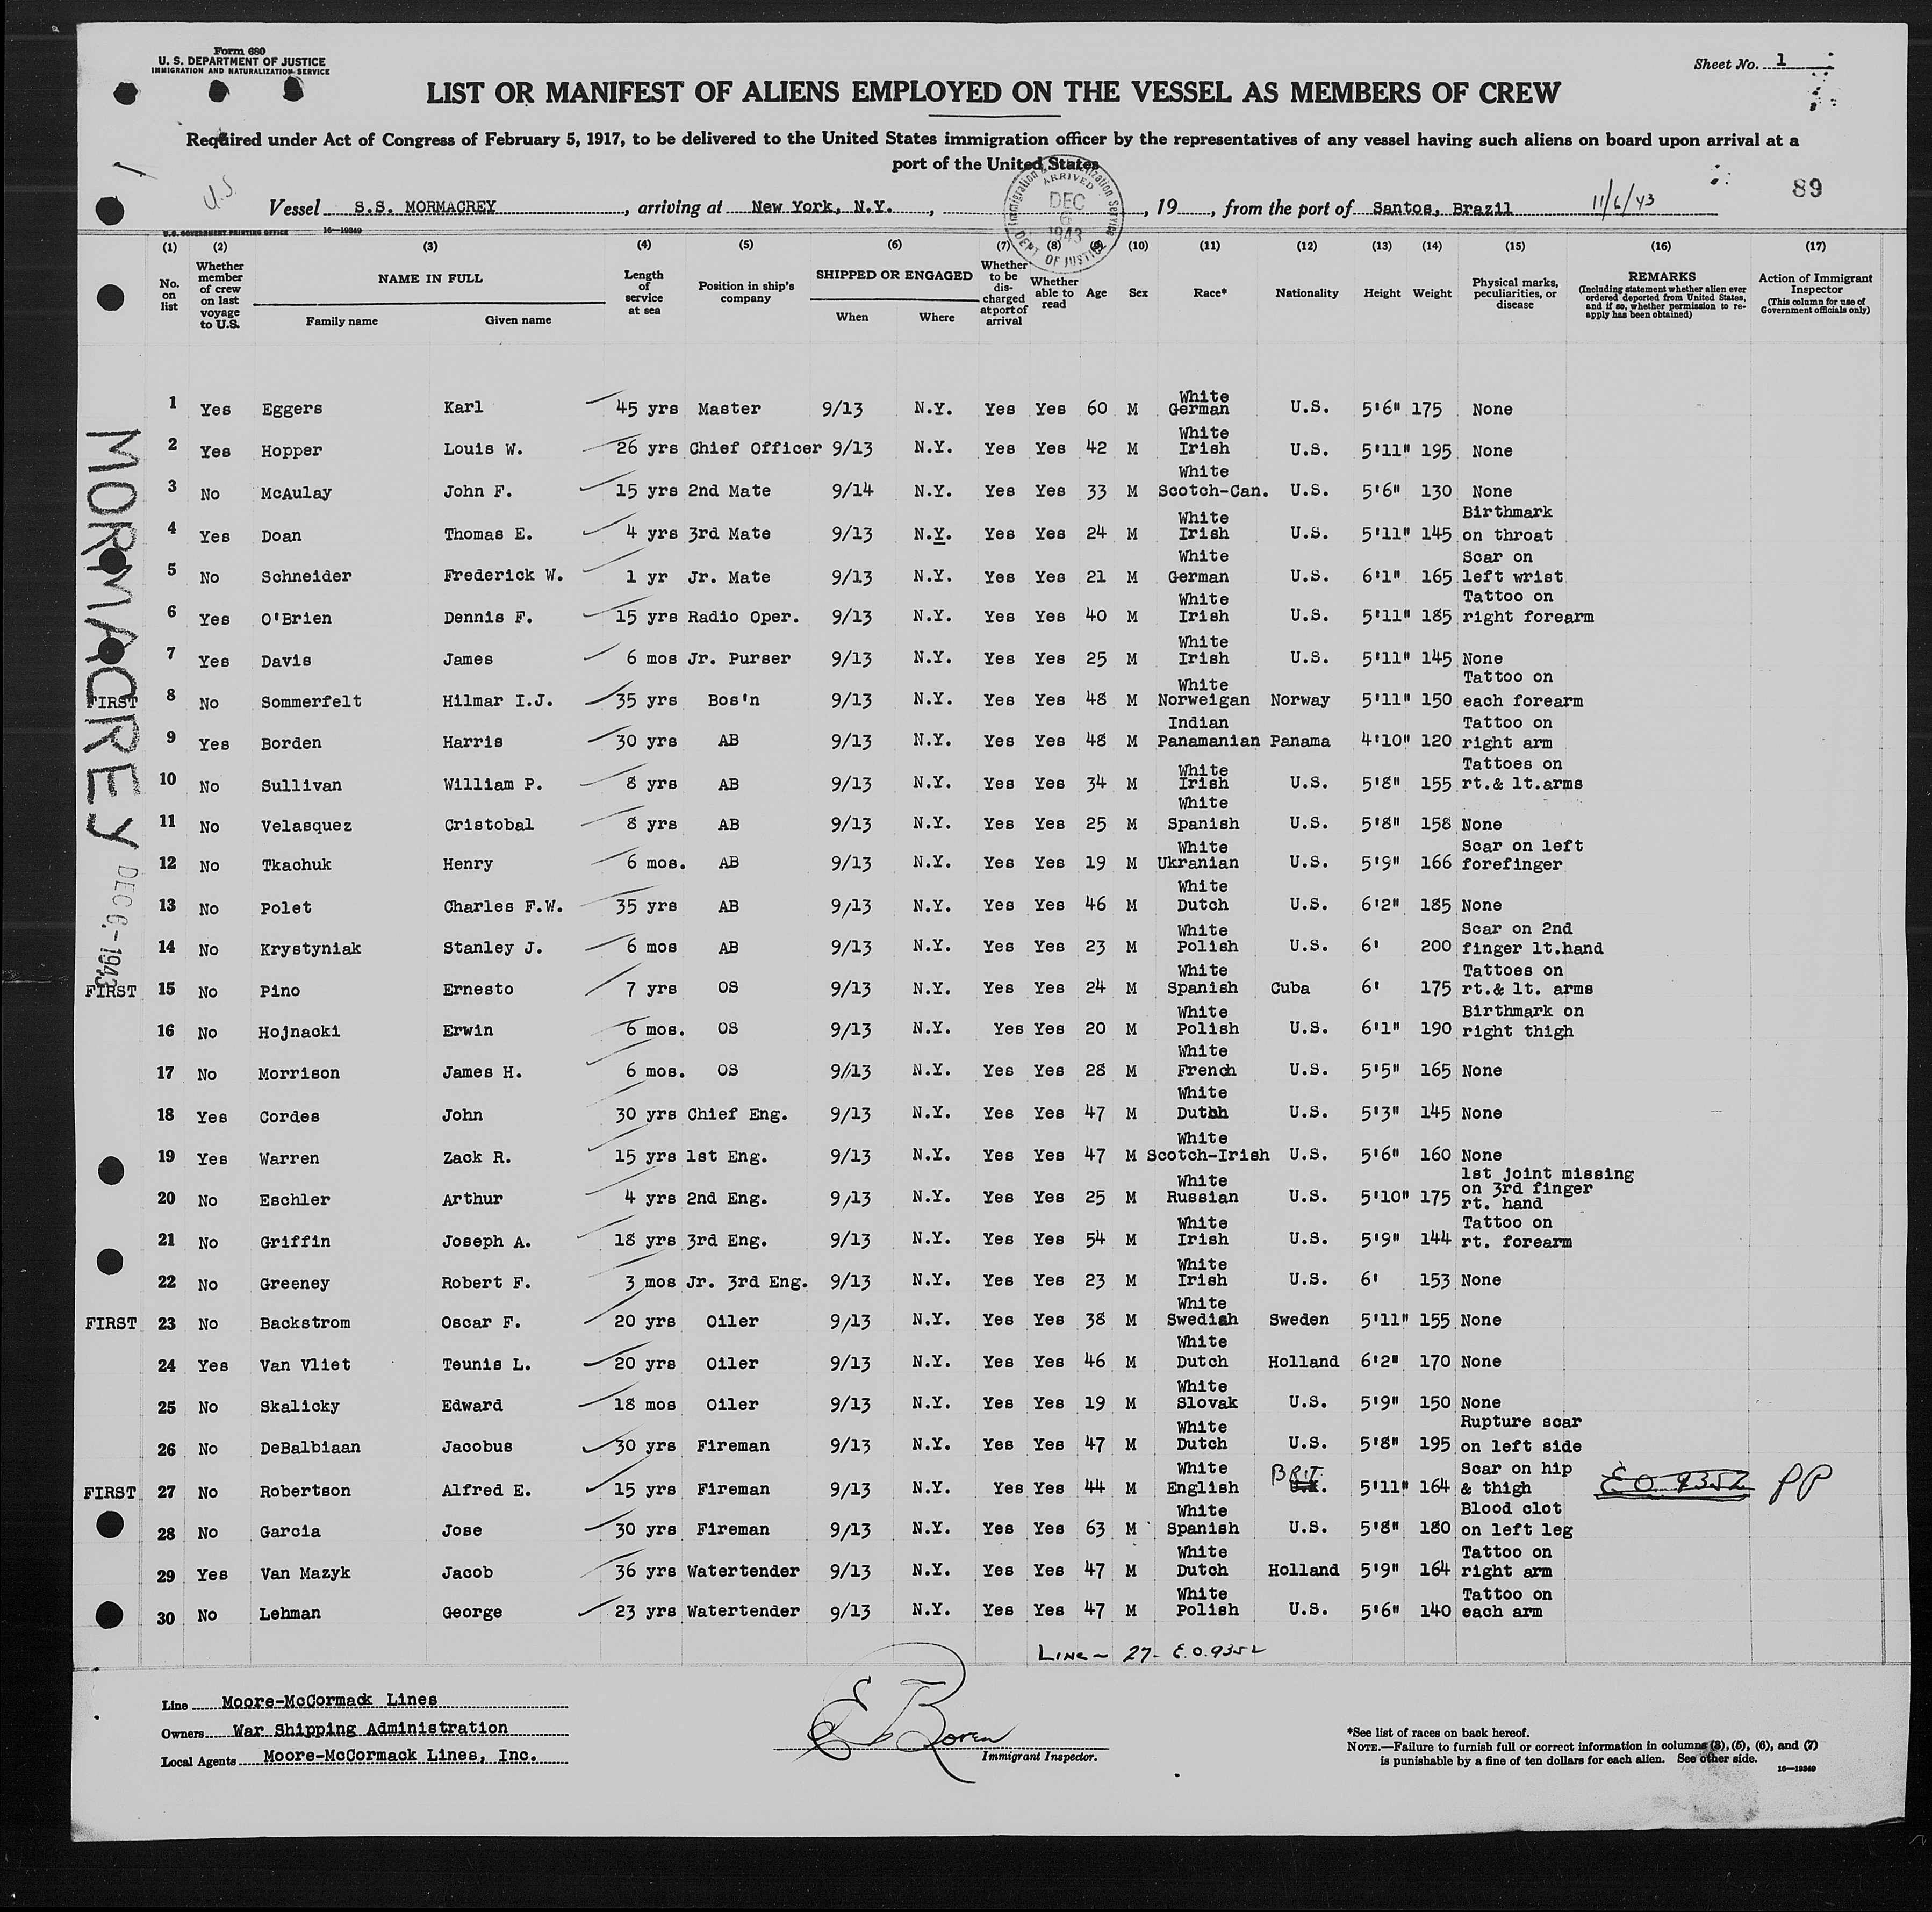 Form 680
U. S. DEPARTMENT OF JUSTICE
IMMIGRATION AND NATURALIZATION SERVICE
Sheet No. 1
LIST OR MANIFEST OF ALIENS EMPLOYED ON THE VESSEL AS MEMBERS OF CREW
Required under Act of Congress of February 5, 1917, to be delivered to the United States immigration officer by the representatives of any vessel having such aliens on board upon arrival at a
port of the United States
U.S.
89
Vessel S.S. MORMACREY, arriving at New York, N.Y., , 19 , from the port of Santos, Brazil 11/6/43
Immigration & Naturalization Service ARRIVED DEC 6 1943 DEPT OF JUSTICE
U.S. GOVERNMENT PRINTING OFFICE 16—19349
(1) (2) (3) (4) (5) (6) (7) (8) (9) (10) (11) (12) (13) (14) (15) (16) (17)
No. on list
Whether member of crew on last voyage to U.S.
NAME IN FULL
Family name Given name
Length of service at sea
Position in ship's company
SHIPPED OR ENGAGED
When Where
Whether to be discharged at port of arrival
Whether able to read
Age Sex Race* Nationality Height Weight
Physical marks, peculiarities, or disease
REMARKS
(Including statement whether alien ever ordered deported from United States, and if so, whether permission to reapply has been obtained)
Action of Immigrant Inspector
(This column for use of Government officials only)
MORMACREY DEC 6 - 1943
1 Yes Eggers Karl 45 yrs Master 9/13 N.Y. Yes Yes 60 M White German U.S. 5'6" 175 None
2 Yes Hopper Louis W. 26 yrs Chief Officer 9/13 N.Y. Yes Yes 42 M White Irish U.S. 5'11" 195 None
3 No McAulay John F. 15 yrs 2nd Mate 9/14 N.Y. Yes Yes 33 M White Scotch-Can. U.S. 5'6" 130 None
4 Yes Doan Thomas E. 4 yrs 3rd Mate 9/13 N.Y. Yes Yes 24 M White Irish U.S. 5'11" 145 Birthmark on throat
5 No Schneider Frederick W. 1 yr Jr. Mate 9/13 N.Y. Yes Yes 21 M White German U.S. 6'1" 165 Scar on left wrist
6 Yes O'Brien Dennis F. 15 yrs Radio Oper. 9/13 N.Y. Yes Yes 40 M White Irish U.S. 5'11" 185 Tattoo on right forearm
7 Yes Davis James 6 mos Jr. Purser 9/13 N.Y. Yes Yes 25 M White Irish U.S. 5'11" 145 None
FIRST 8 No Sommerfelt Hilmar I.J. 35 yrs Bos'n 9/13 N.Y. Yes Yes 48 M White Norweigan Norway 5'11" 150 Tattoo on each forearm
9 Yes Borden Harris 30 yrs AB 9/13 N.Y. Yes Yes 48 M Indian Panamanian Panama 4'10" 120 Tattoo on right arm
10 No Sullivan William P. 8 yrs AB 9/13 N.Y. Yes Yes 34 M White Irish U.S. 5'8" 155 Tattoes on rt.& lt.arms
11 No Velasquez Cristobal 8 yrs AB 9/13 N.Y. Yes Yes 25 M White Spanish U.S. 5'8" 158 None
12 No Tkachuk Henry 6 mos. AB 9/13 N.Y. Yes Yes 19 M White Ukranian U.S. 5'9" 166 Scar on left forefinger
13 No Polet Charles F.W. 35 yrs AB 9/13 N.Y. Yes Yes 46 M White Dutch U.S. 6'2" 185 None
14 No Krystyniak Stanley J. 6 mos AB 9/13 N.Y. Yes Yes 23 M White Polish U.S. 6' 200 Scar on 2nd finger lt.hand
FIRST 15 No Pino Ernesto 7 yrs OS 9/13 N.Y. Yes Yes 24 M White Spanish Cuba 6' 175 Tattoes on rt.& lt. arms
16 No Hojnacki Erwin 6 mos. OS 9/13 N.Y. Yes Yes 20 M White Polish U.S. 6'1" 190 Birthmark on right thigh
17 No Morrison James H. 6 mos. OS 9/13 N.Y. Yes Yes 28 M White French U.S. 5'5" 165 None
18 Yes Cordes John 30 yrs Chief Eng. 9/13 N.Y. Yes Yes 47 M White Dutch U.S. 5'3" 145 None
19 Yes Warren Zack R. 15 yrs 1st Eng. 9/13 N.Y. Yes Yes 47 M White Scotch-Irish U.S. 5'6" 160 None
20 No Eschler Arthur 4 yrs 2nd Eng. 9/13 N.Y. Yes Yes 25 M White Russian U.S. 5'10" 175 1st joint missing on 3rd finger rt. hand
21 No Griffin Joseph A. 18 yrs 3rd Eng. 9/13 N.Y. Yes Yes 54 M White Irish U.S. 5'9" 144 Tattoo on rt. forearm
22 No Greeney Robert F. 3 mos Jr. 3rd Eng. 9/13 N.Y. Yes Yes 23 M White Irish U.S. 6' 153 None
FIRST 23 No Backstrom Oscar F. 20 yrs Oiler 9/13 N.Y. Yes Yes 38 M White Swedish Sweden 5'11" 155 None
24 Yes Van Vliet Teunis L. 20 yrs Oiler 9/13 N.Y. Yes Yes 46 M White Dutch Holland 6'2" 170 None
25 No Skalicky Edward 18 mos Oiler 9/13 N.Y. Yes Yes 19 M White Slovak U.S. 5'9" 150 None
26 No DeBalbiaan Jacobus 30 yrs Fireman 9/13 N.Y. Yes Yes 47 M White Dutch U.S. 5'8" 195 Rupture scar on left side
FIRST 27 No Robertson Alfred E. 15 yrs Fireman 9/13 N.Y. Yes Yes 44 M White English BRIT. 5'11" 164 Scar on hip & thigh E.O. 9352 PP
28 No Garcia Jose 30 yrs Fireman 9/13 N.Y. Yes Yes 63 M White Spanish U.S. 5'8" 180 Blood clot on left leg
29 Yes Van Mazyk Jacob 36 yrs Watertender 9/13 N.Y. Yes Yes 47 M White Dutch Holland 5'9" 164 Tattoo on right arm
30 No Lehman George 23 yrs Watertender 9/13 N.Y. Yes Yes 47 M White Polish U.S. 5'6" 140 Tattoo on each arm
LINE - 27 - E.O. 9352
Line Moore-McCormack Lines
Owners War Shipping Administration
Local Agents Moore-McCormack Lines, Inc.
E Boren
Immigrant Inspector.
*See list of races on back hereof.
NOTE.—Failure to furnish full or correct information in columns (3), (5), (6), and (7)
is punishable by a fine of ten dollars for each alien. See other side.
16—19349